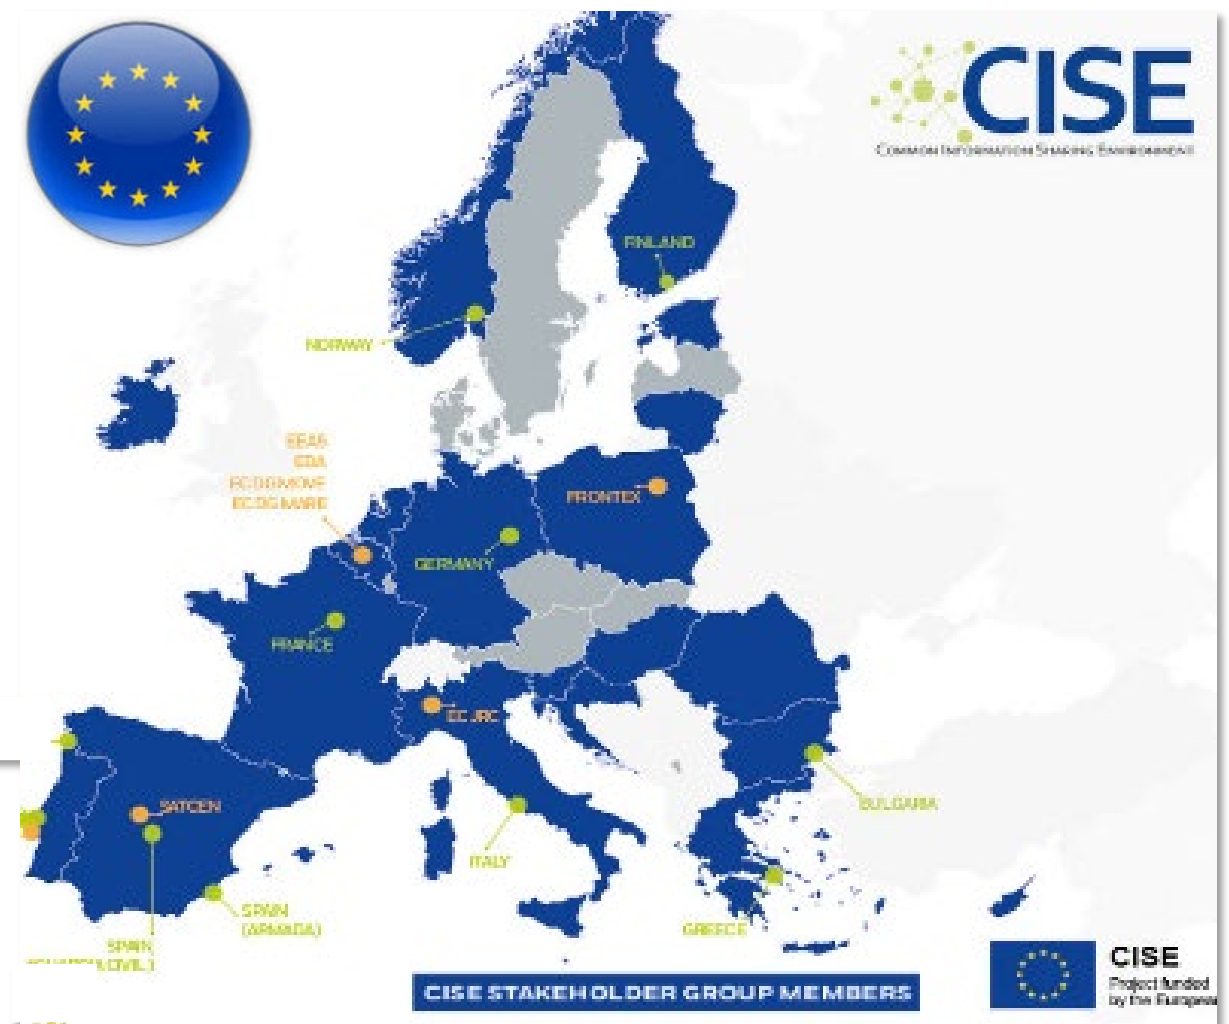 CISE
COMMON INFORMATION SHARING ENVIRONMENT
FINLAND
NORWAY
EEAS
EDA
EC DG MOVE
EC DG MARE
FRONTEX
GERMANY
FRANCE
EC JRC
SATCEN
BULGARIA
ITALY
SPAIN
(ARMADA)
GREECE
SPAIN
CISE STAKEHOLDER GROUP MEMBERS
CISE
Project funded
by the European